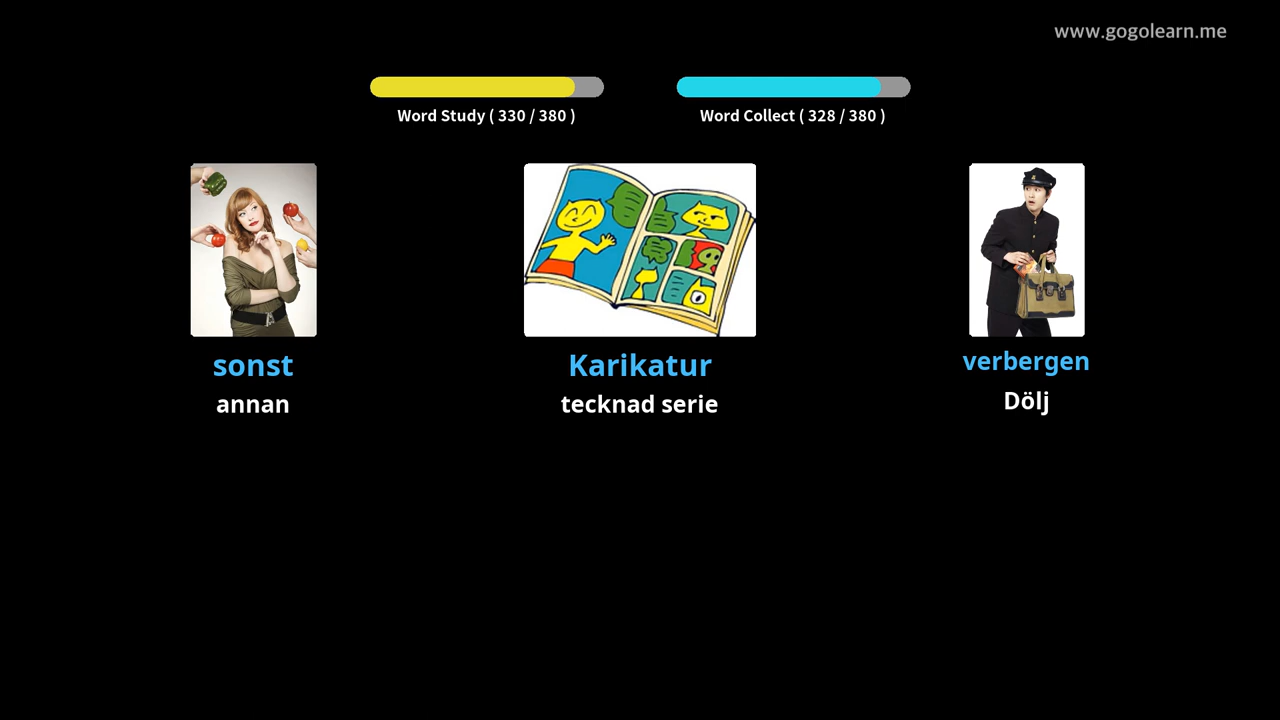 www.gogolearn.me
Word Study ( 330 / 380 )
Word Collect ( 328 / 380 )
sonst
annan
Karikatur
tecknad serie
verbergen
Dölj